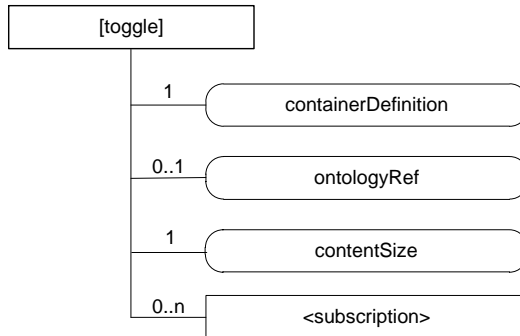 [toggle]
1
containerDefinition
0..1
ontologyRef
1
contentSize
0..n
<subscription>